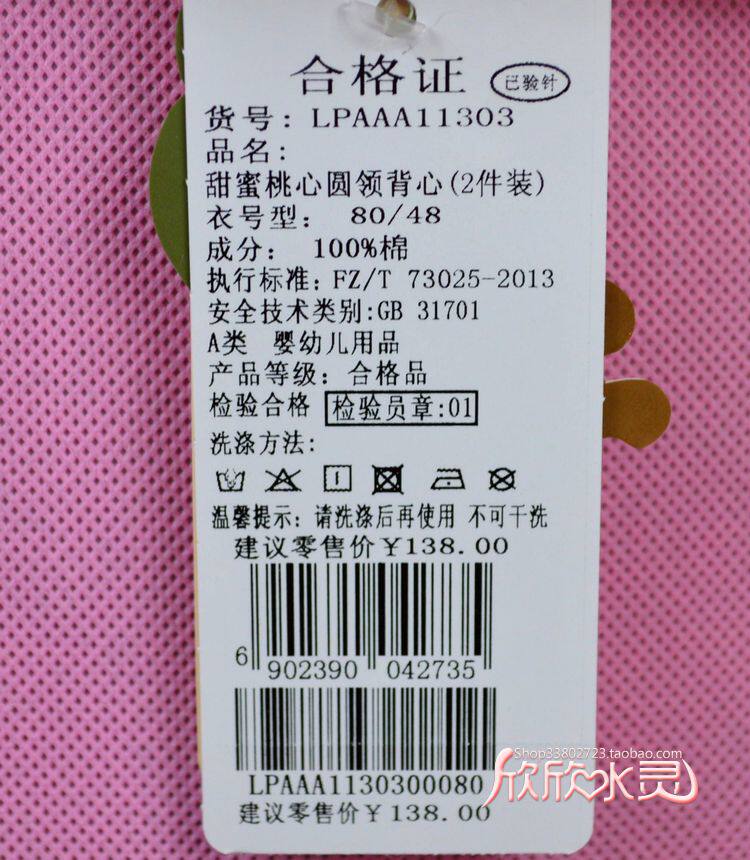 合格证 已验针
货号: LPAAA11303
品名:
甜蜜桃心圆领背心(2件装)
衣号型: 80/48
成分: 100%棉
执行标准: FZ/T 73025-2013
安全技术类别:GB 31701
A类 婴幼儿用品
产品等级: 合格品
检验合格 检验员章:01
洗涤方法:
温馨提示: 请洗涤后再使用 不可干洗
建议零售价¥138.00
6 902390 042735
Shop33802723.taobao.com
欣欣水灵
LPAAA1130300080
建议零售价¥138.00